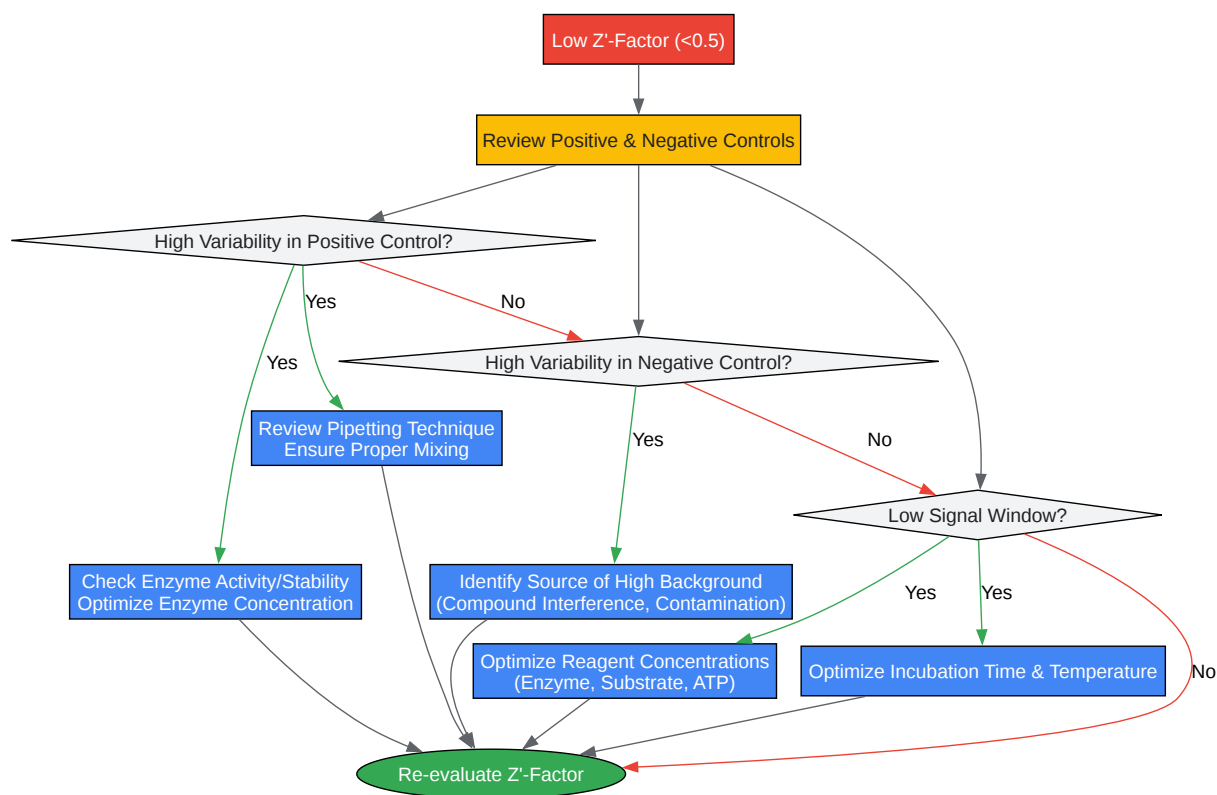 Low Z'-Factor (<0.5)
Review Positive & Negative Controls
High Variability in Positive Control?
Yes
No
Yes
High Variability in Negative Control?
Review Pipetting Technique
Ensure Proper Mixing
Yes
No
Low Signal Window?
Check Enzyme Activity/Stability
Optimize Enzyme Concentration
Identify Source of High Background
(Compound Interference, Contamination)
Yes
Yes
No
Optimize Reagent Concentrations
(Enzyme, Substrate, ATP)
Optimize Incubation Time & Temperature
Re-evaluate Z'-Factor